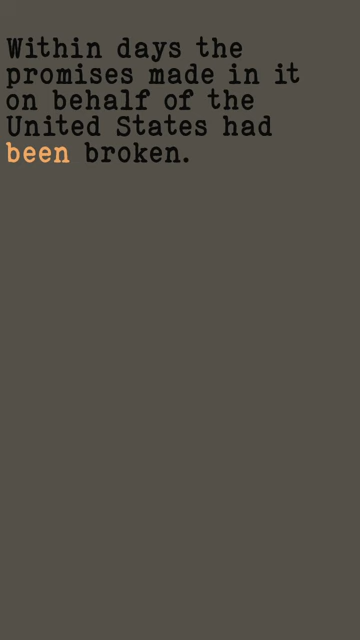 Within days the
promises made in it
on behalf of the
United States had
been broken.